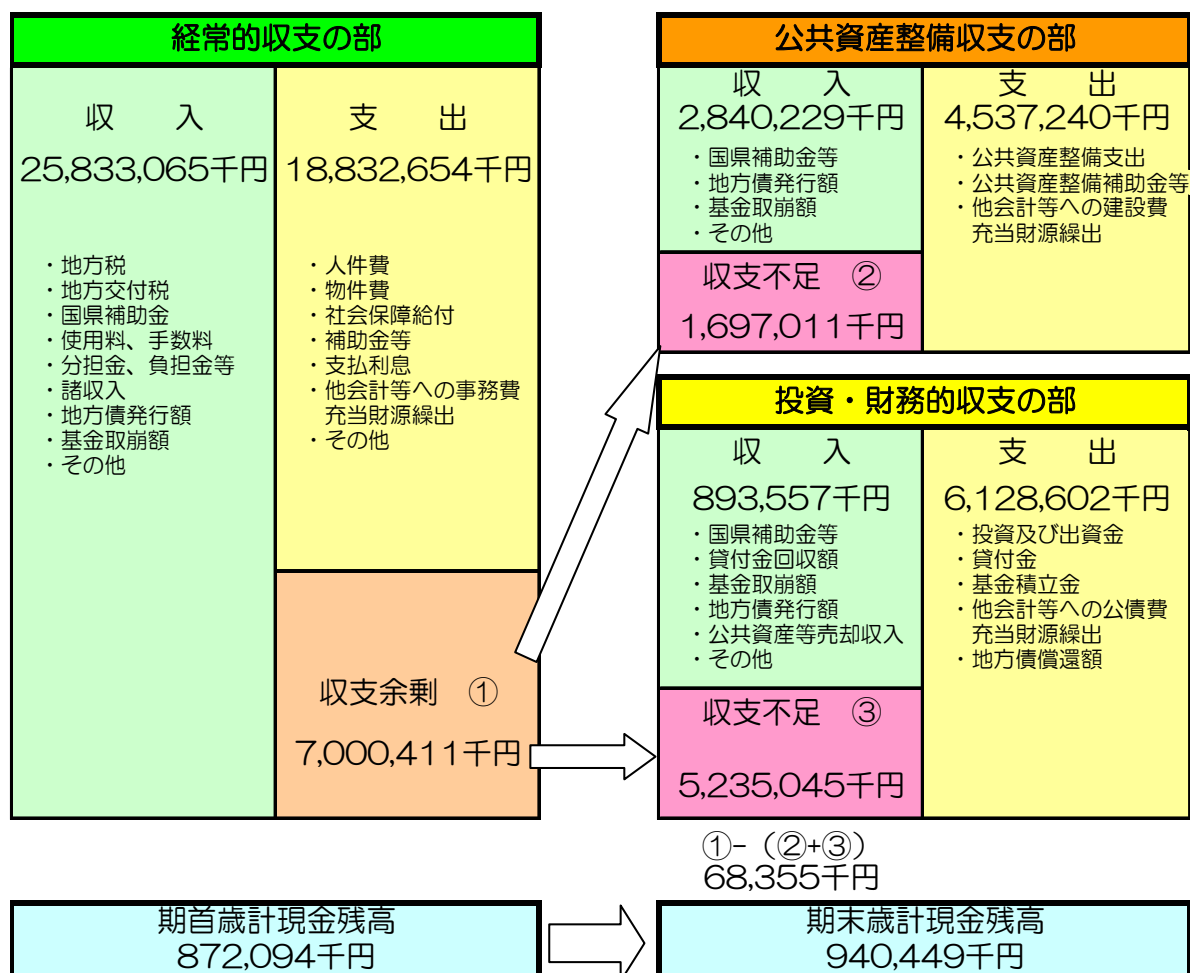 経常的収支の部
収 入
25,833,065千円
・地方税
・地方交付税
・国県補助金
・使用料、手数料
・分担金、負担金等
・諸収入
・地方債発行額
・基金取崩額
・その他
支 出
18,832,654千円
・人件費
・物件費
・社会保障給付
・補助金等
・支払利息
・他会計等への事務費
充当財源繰出
・その他
収支余剰 ①
7,000,411千円
公共資産整備収支の部
収 入
2,840,229千円
・国県補助金等
・地方債発行額
・基金取崩額
・その他
収支不足 ②
1,697,011千円
支 出
4,537,240千円
・公共資産整備支出
・公共資産整備補助金等
・他会計等への建設費
充当財源繰出
投資・財務的収支の部
収 入
893,557千円
・国県補助金等
・貸付金回収額
・基金取崩額
・地方債発行額
・公共資産等売却収入
・その他
収支不足 ③
5,235,045千円
支 出
6,128,602千円
・投資及び出資金
・貸付金
・基金積立金
・他会計等への公債費
充当財源繰出
・地方債償還額
①-（②+③）
68,355千円
期首歳計現金残高
872,094千円
期末歳計現金残高
940,449千円